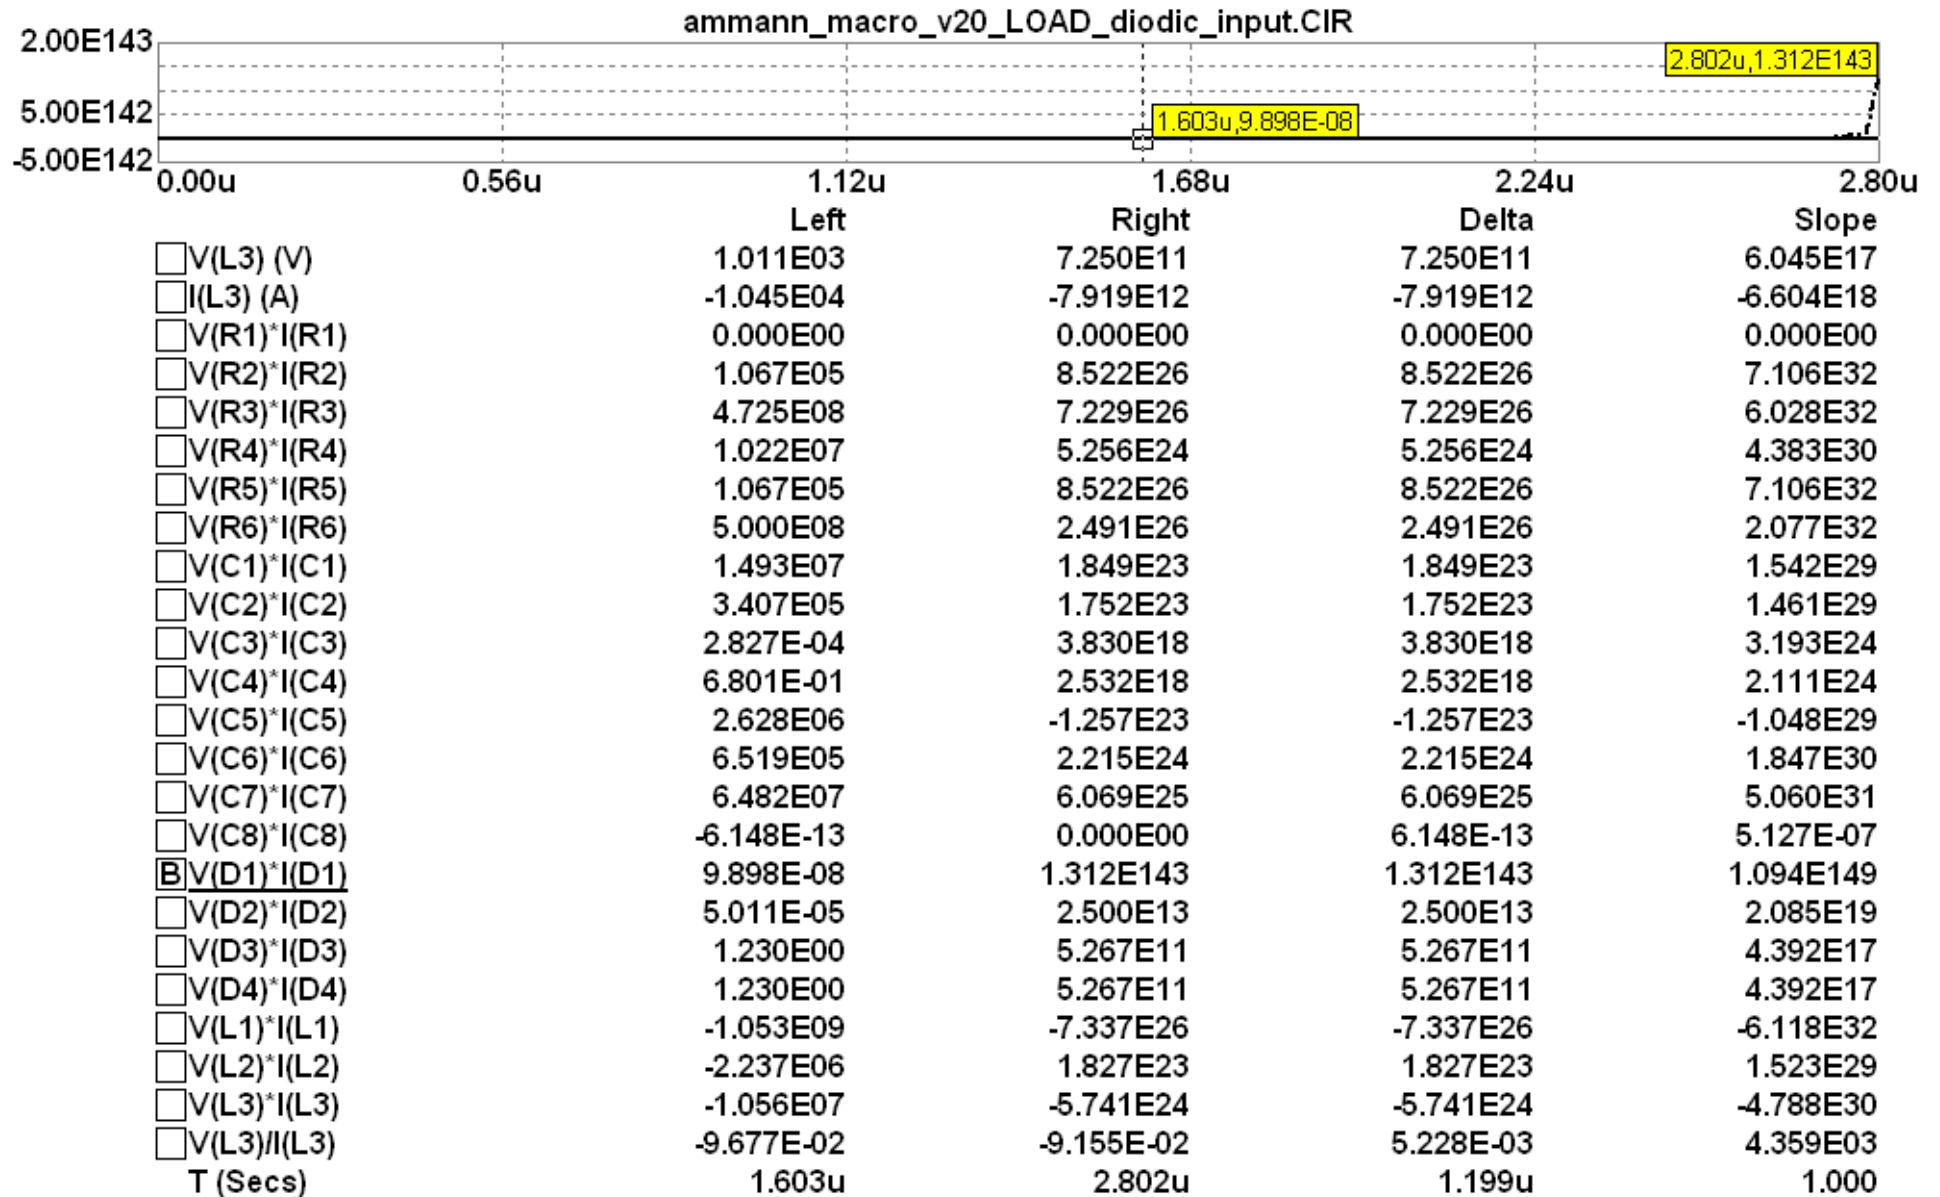 ammann_macro_v20_LOAD_diodic_input.CIR
2.00E143
2.802u,1.312E143
5.00E142
1.603u,9.898E-08
-5.00E142
0.00u 0.56u 1.12u 1.68u 2.24u 2.80u
Left Right Delta Slope
V(L3) (V) 1.011E03 7.250E11 7.250E11 6.045E17
I(L3) (A) -1.045E04 -7.919E12 -7.919E12 -6.604E18
V(R1)*I(R1) 0.000E00 0.000E00 0.000E00 0.000E00
V(R2)*I(R2) 1.067E05 8.522E26 8.522E26 7.106E32
V(R3)*I(R3) 4.725E08 7.229E26 7.229E26 6.028E32
V(R4)*I(R4) 1.022E07 5.256E24 5.256E24 4.383E30
V(R5)*I(R5) 1.067E05 8.522E26 8.522E26 7.106E32
V(R6)*I(R6) 5.000E08 2.491E26 2.491E26 2.077E32
V(C1)*I(C1) 1.493E07 1.849E23 1.849E23 1.542E29
V(C2)*I(C2) 3.407E05 1.752E23 1.752E23 1.461E29
V(C3)*I(C3) 2.827E-04 3.830E18 3.830E18 3.193E24
V(C4)*I(C4) 6.801E-01 2.532E18 2.532E18 2.111E24
V(C5)*I(C5) 2.628E06 -1.257E23 -1.257E23 -1.048E29
V(C6)*I(C6) 6.519E05 2.215E24 2.215E24 1.847E30
V(C7)*I(C7) 6.482E07 6.069E25 6.069E25 5.060E31
V(C8)*I(C8) -6.148E-13 0.000E00 6.148E-13 5.127E-07
B V(D1)*I(D1) 9.898E-08 1.312E143 1.312E143 1.094E149
V(D2)*I(D2) 5.011E-05 2.500E13 2.500E13 2.085E19
V(D3)*I(D3) 1.230E00 5.267E11 5.267E11 4.392E17
V(D4)*I(D4) 1.230E00 5.267E11 5.267E11 4.392E17
V(L1)*I(L1) -1.053E09 -7.337E26 -7.337E26 -6.118E32
V(L2)*I(L2) -2.237E06 1.827E23 1.827E23 1.523E29
V(L3)*I(L3) -1.056E07 -5.741E24 -5.741E24 -4.788E30
V(L3)/I(L3) -9.677E-02 -9.155E-02 5.228E-03 4.359E03
T (Secs) 1.603u 2.802u 1.199u 1.000